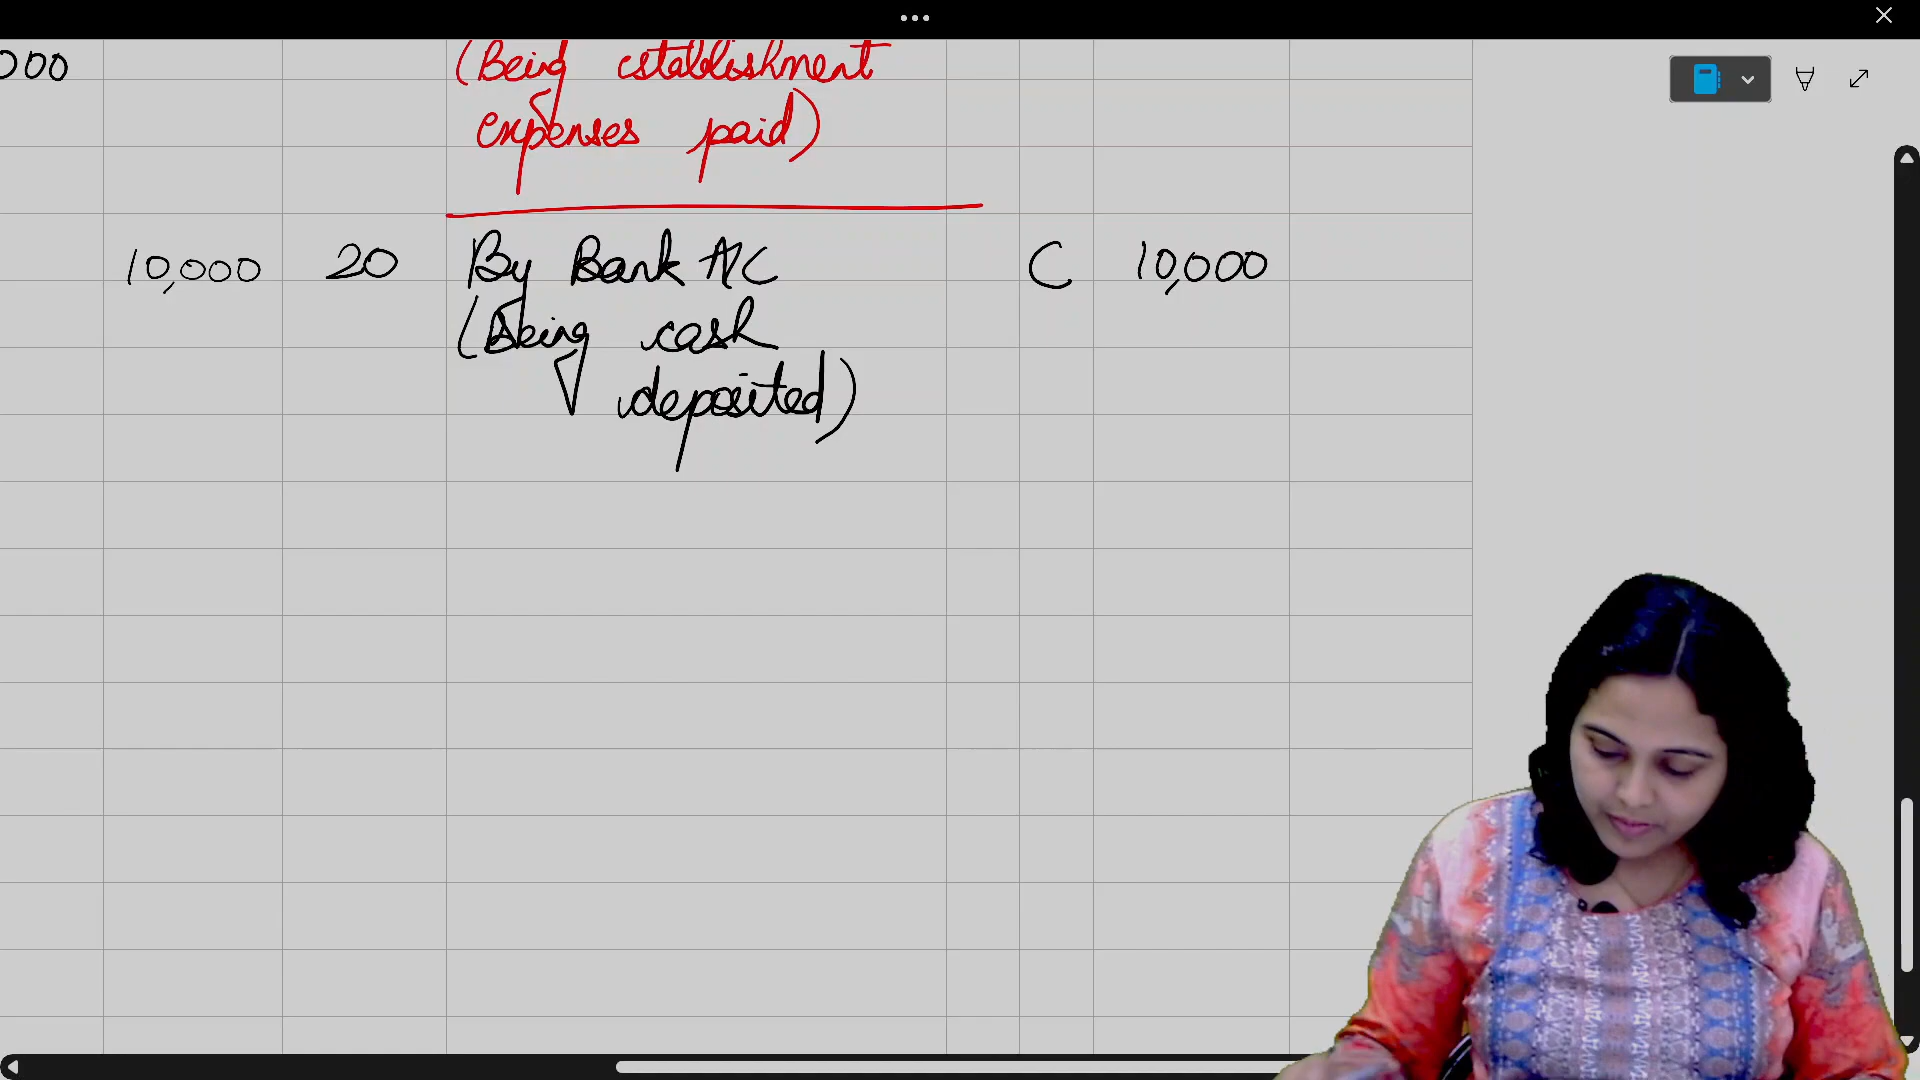 000
(Being establishment
expenses paid)
10,000 20 By Bank A/C C 10,000
(Being cash
deposited)